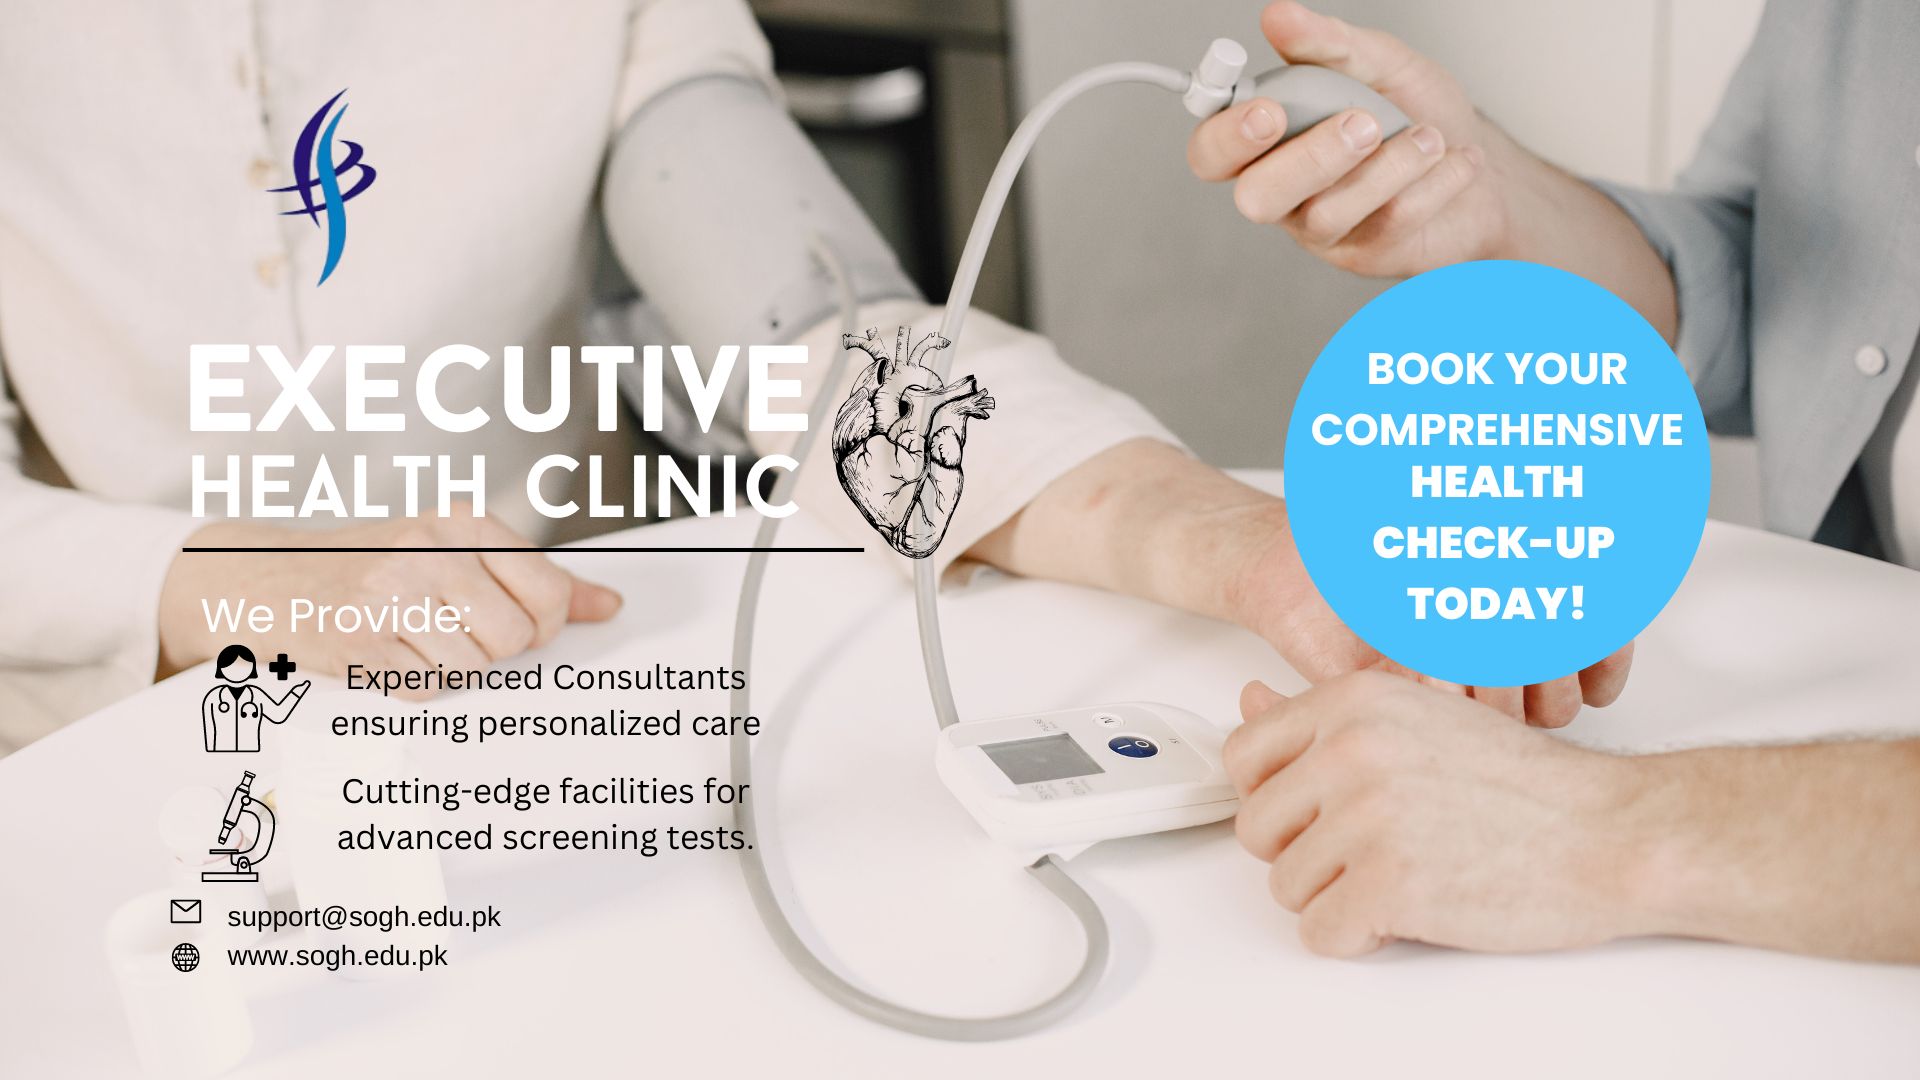 EXECUTIVE
HEALTH CLINIC
We Provide:
Experienced Consultants
ensuring personalized care
Cutting-edge facilities for
advanced screening tests.
support@sogh.edu.pk
www.sogh.edu.pk
BOOK YOUR
COMPREHENSIVE
HEALTH
CHECK-UP
TODAY!
M